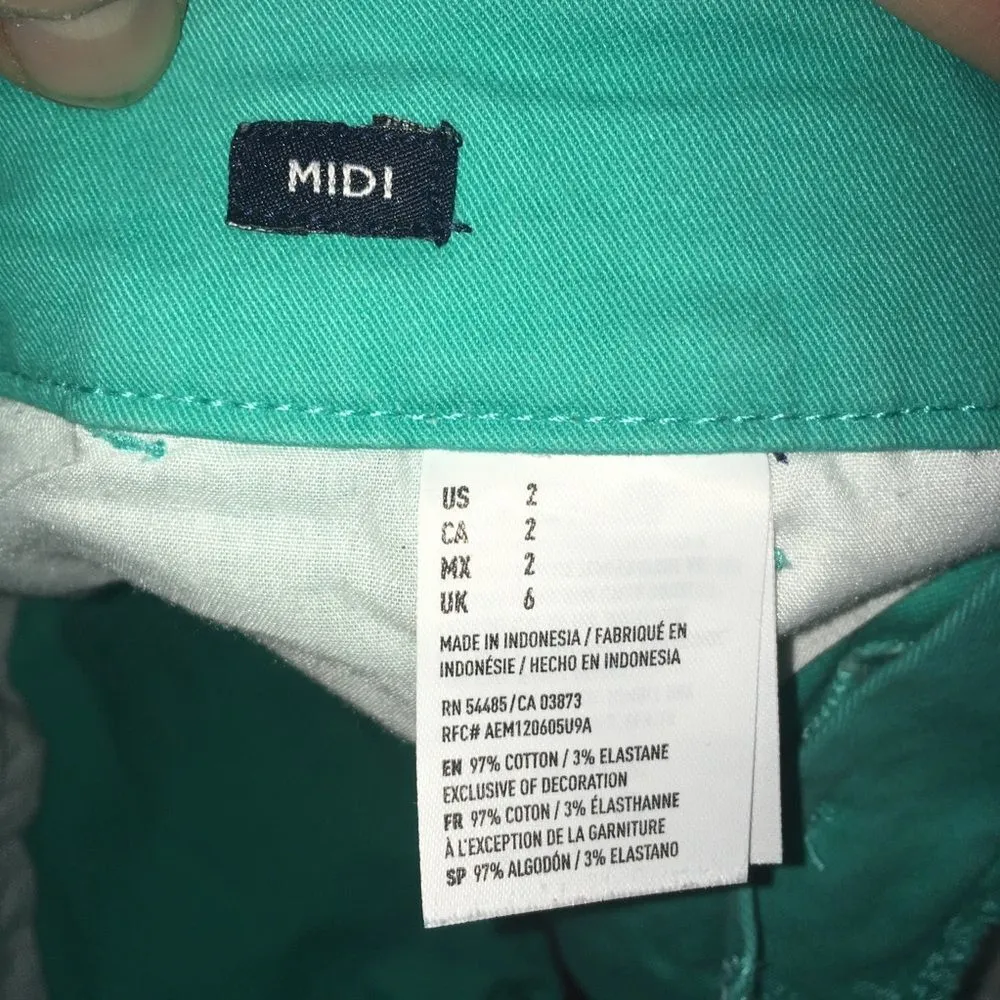 MIDI
US 2
CA 2
MX 2
UK 6
MADE IN INDONESIA / FABRIQUÉ EN
INDONÉSIE / HECHO EN INDONESIA
RN 54485/CA 03873
RFC# AEM120605U9A
EN 97% COTTON / 3% ELASTANE
EXCLUSIVE OF DECORATION
FR 97% COTON / 3% ÉLASTHANNE
À L'EXCEPTION DE LA GARNITURE
SP 97% ALGODÓN / 3% ELASTANO